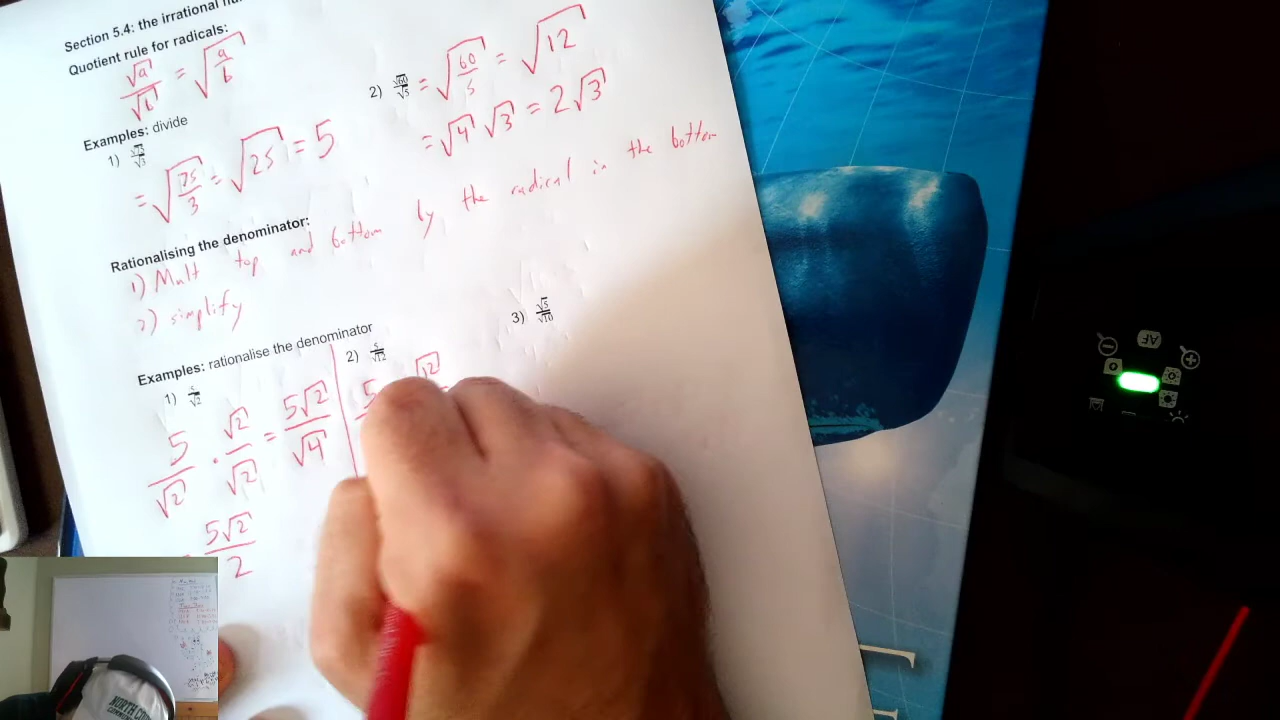 Section 5.4: the irrational
Quotient rule for radicals:
√a/√b = √(a/b)
Examples: divide
1) √75/√3
= √(75/3) = √25 = 5
2) √60/√5 = √(60/5) = √12
= √4 √3 = 2√3
Rationalising the denominator:
1) Mult top and bottom by the radical in the bottom
2) simplify
Examples: rationalise the denominator
1) 5/√2
5/√2 · √2/√2 = 5√2/√4
5√2/2
2) 5/√12
5 √12
3) √5/√10
AF